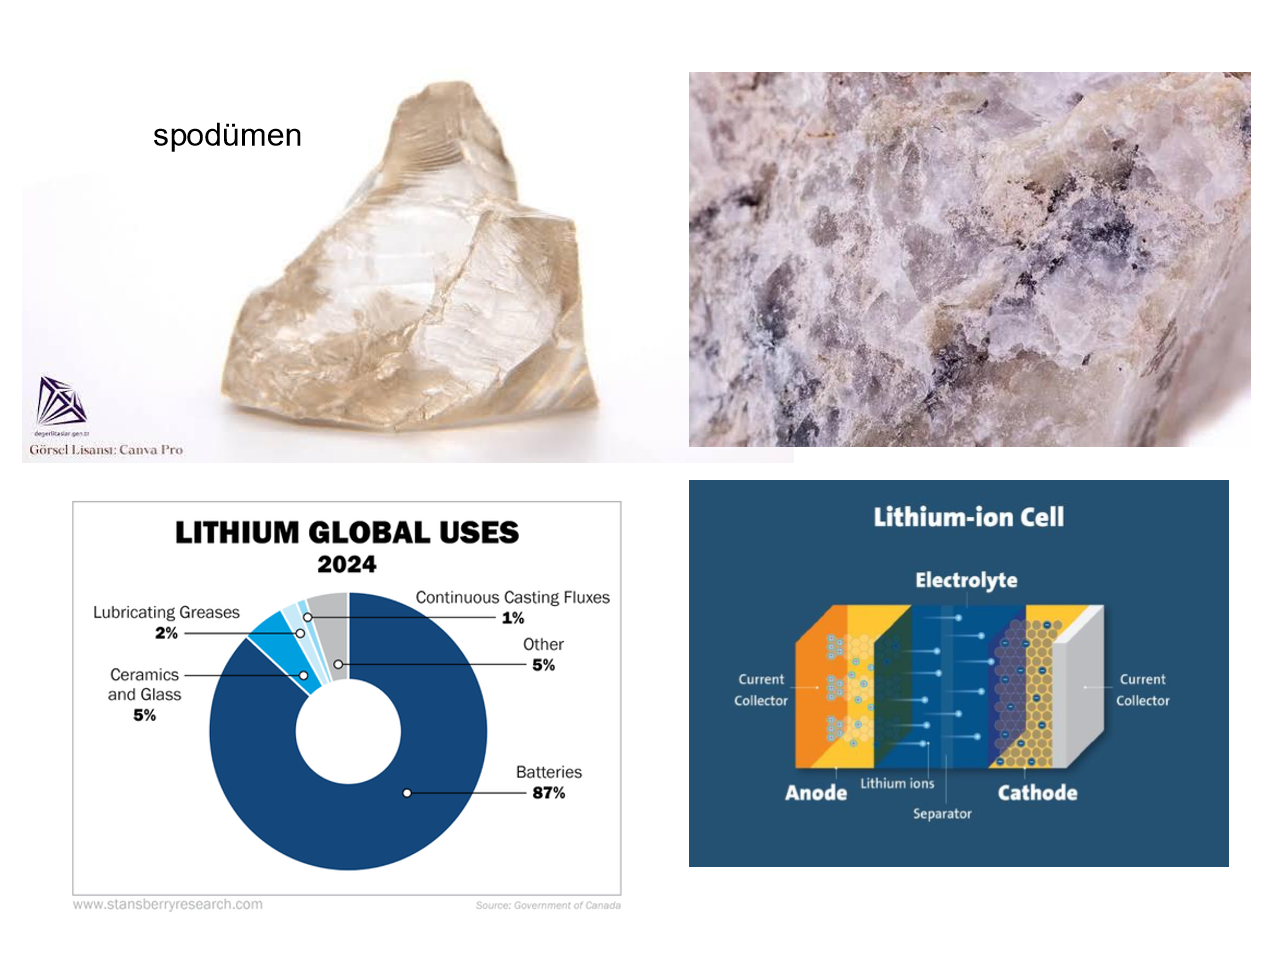 spodümen
degerlitaslar.gen.tr
Görsel Lisansı: Canva Pro
LITHIUM GLOBAL USES
2024
Lubricating Greases
2%
Continuous Casting Fluxes
1%
Other
5%
Ceramics
and Glass
5%
Batteries
87%
www.stansberryresearch.com
Source: Government of Canada
Lithium-ion Cell
Electrolyte
Current
Collector
Current
Collector
Anode
Lithium ions
Cathode
Separator